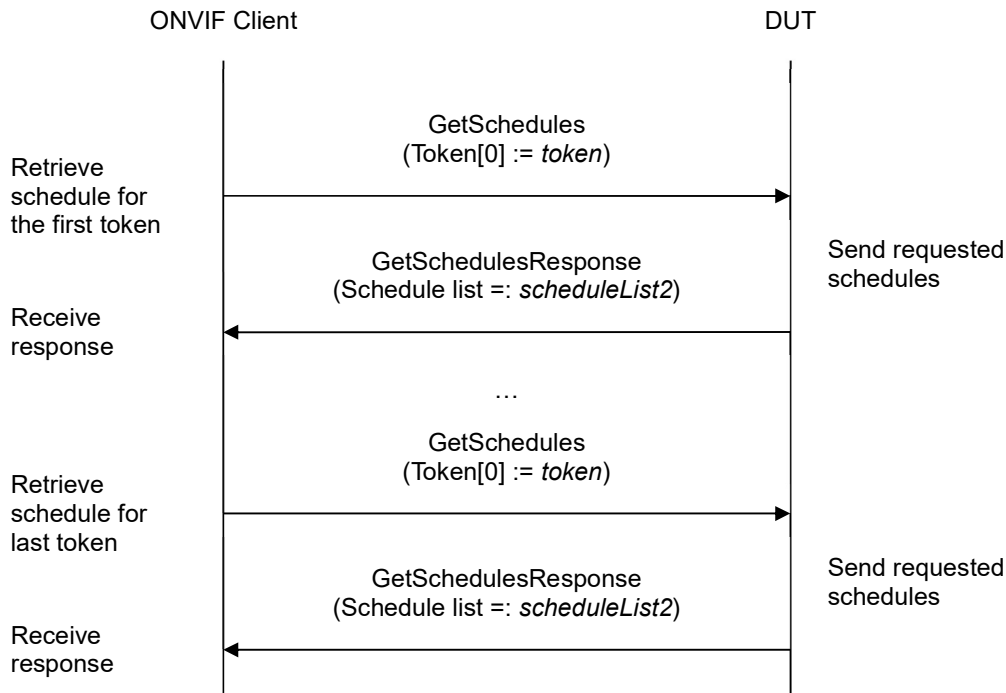 ONVIF Client
DUT
GetSchedules
(Token[0] := token)
Retrieve
schedule for
the first token
Send requested
schedules
GetSchedulesResponse
(Schedule list =: scheduleList2)
Receive
response
…
GetSchedules
(Token[0] := token)
Retrieve
schedule for
last token
Send requested
schedules
GetSchedulesResponse
(Schedule list =: scheduleList2)
Receive
response